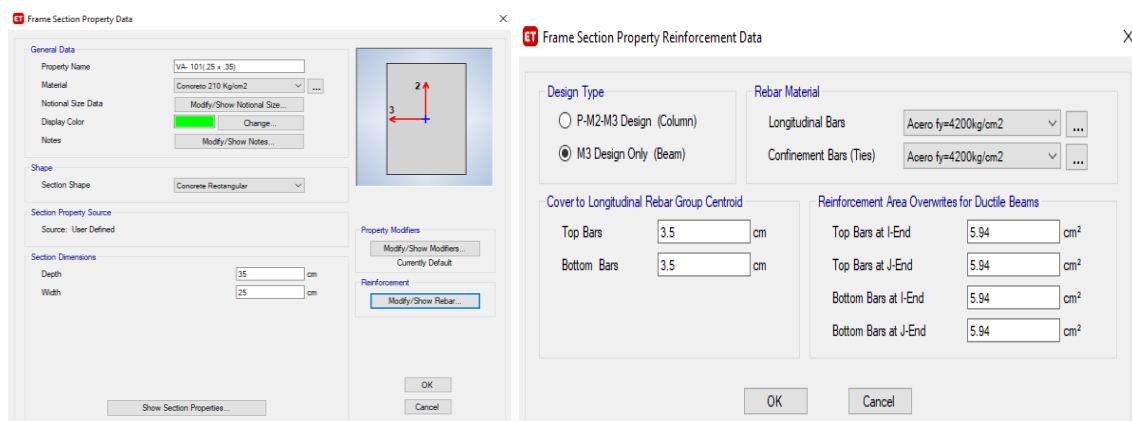 ET Frame Section Property Data
General Data
Property Name VA- 101(.25 x .35)
Material Concreto 210 Kg/cm2 ...
Notional Size Data Modify/Show Notional Size...
Display Color Change...
Notes Modify/Show Notes...
Shape
Section Shape Concrete Rectangular
Section Property Source
Source: User Defined
Section Dimensions
Depth 35 cm
Width 25 cm
Show Section Properties...
2
3
Property Modifiers
Modify/Show Modifiers...
Currently Default
Reinforcement
Modify/Show Rebar...
OK
Cancel
ET Frame Section Property Reinforcement Data
Design Type
P-M2-M3 Design (Column)
M3 Design Only (Beam)
Rebar Material
Longitudinal Bars Acero fy=4200kg/cm2 ...
Confinement Bars (Ties) Acero fy=4200kg/cm2 ...
Cover to Longitudinal Rebar Group Centroid
Top Bars 3.5 cm
Bottom Bars 3.5 cm
Reinforcement Area Overwrites for Ductile Beams
Top Bars at I-End 5.94 cm²
Top Bars at J-End 5.94 cm²
Bottom Bars at I-End 5.94 cm²
Bottom Bars at J-End 5.94 cm²
OK Cancel